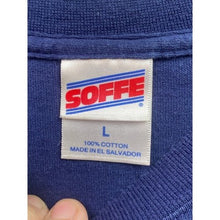 SOFFE
®
L
100% COTTON
MADE IN EL SALVADOR